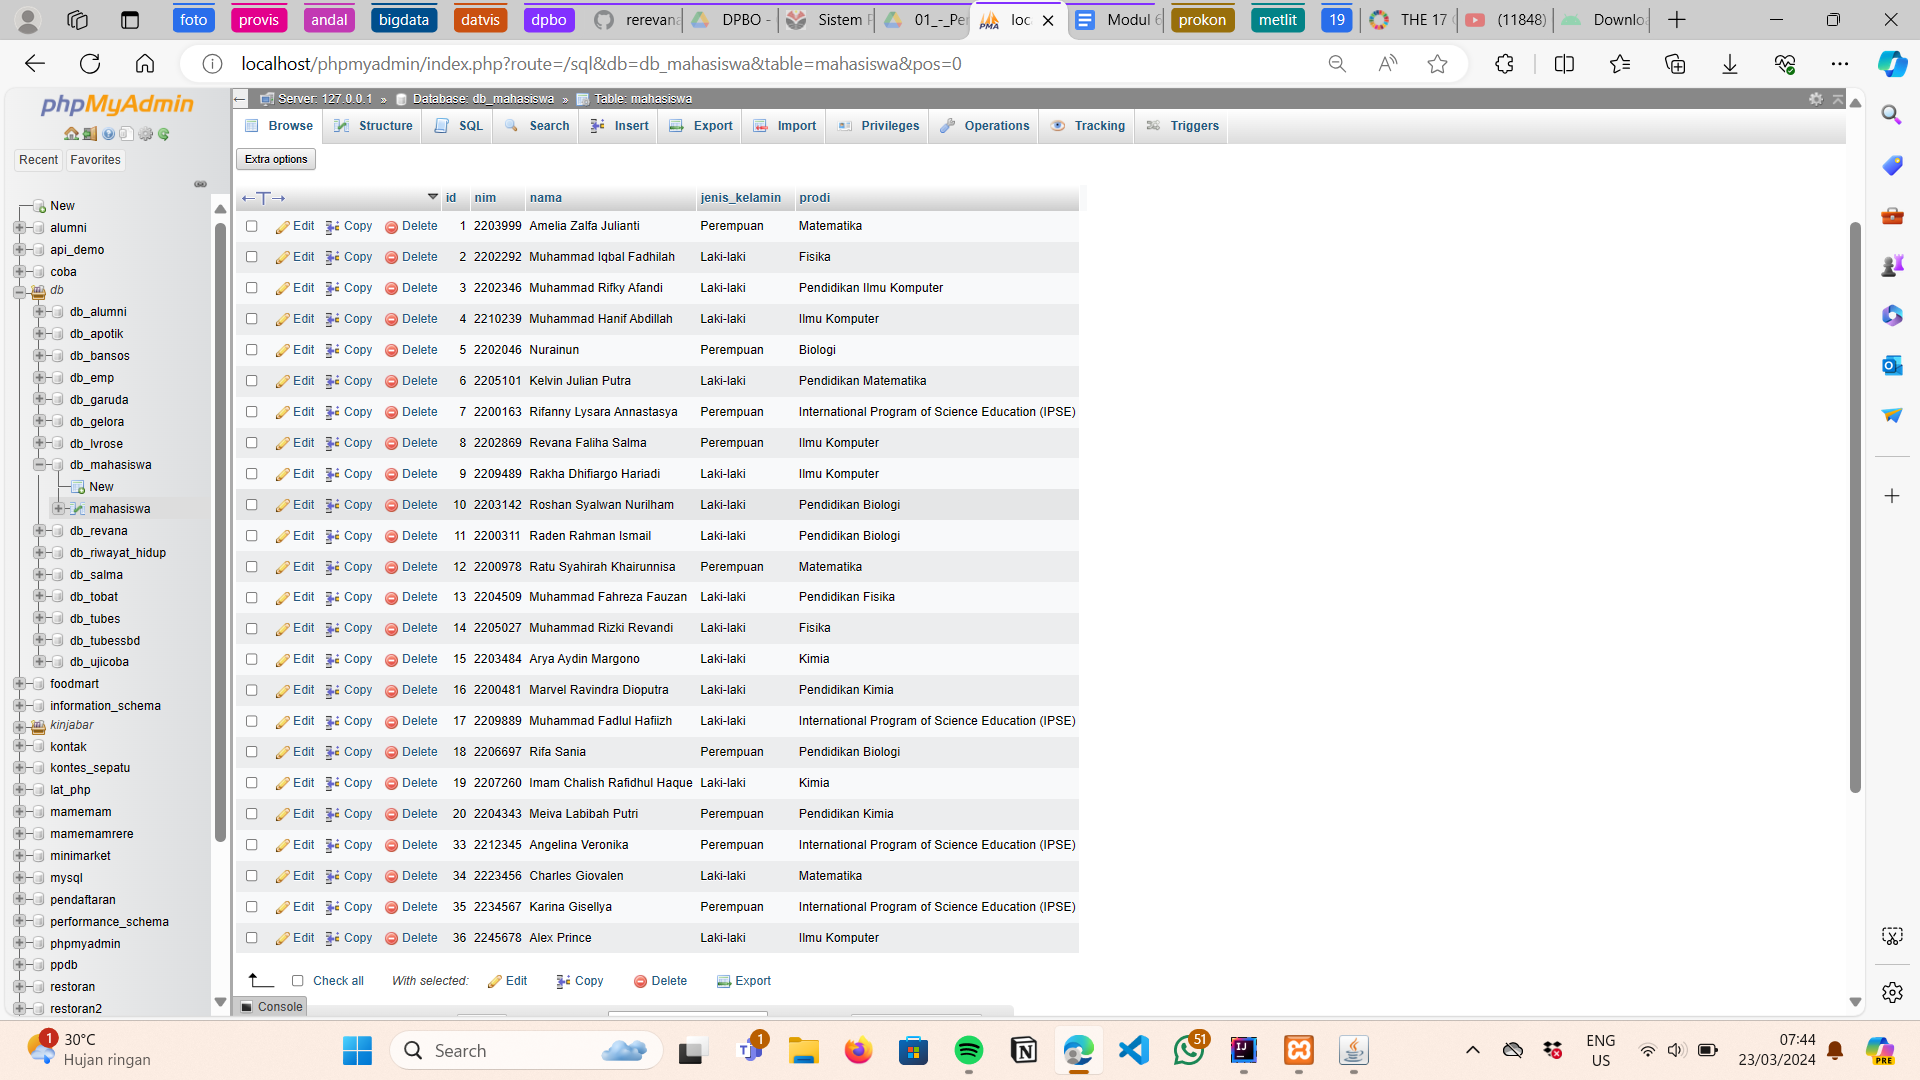 foto provis andal bigdata datvis dpbo rerevana DPBO - Sistem P 01_-_Per loc Modul 6 prokon metlit 19 THE 17 (11848) Downlo
localhost/phpmyadmin/index.php?route=/sql&db=db_mahasiswa&table=mahasiswa&pos=0
phpMyAdmin
Recent Favorites
New
alumni
api_demo
coba
db
db_alumni
db_apotik
db_bansos
db_emp
db_garuda
db_gelora
db_lvrose
db_mahasiswa
New
mahasiswa
db_revana
db_riwayat_hidup
db_salma
db_tobat
db_tubes
db_tubessbd
db_ujicoba
foodmart
information_schema
kinjabar
kontak
kontes_sepatu
lat_php
mamemam
mamemamrere
minimarket
mysql
pendaftaran
performance_schema
phpmyadmin
ppdb
restoran
restoran2
Server: 127.0.0.1 » Database: db_mahasiswa » Table: mahasiswa
Browse Structure SQL Search Insert Export Import Privileges Operations Tracking Triggers
Extra options
←T→ id nim nama jenis_kelamin prodi
Edit Copy Delete 1 2203999 Amelia Zalfa Julianti Perempuan Matematika
Edit Copy Delete 2 2202292 Muhammad Iqbal Fadhilah Laki-laki Fisika
Edit Copy Delete 3 2202346 Muhammad Rifky Afandi Laki-laki Pendidikan Ilmu Komputer
Edit Copy Delete 4 2210239 Muhammad Hanif Abdillah Laki-laki Ilmu Komputer
Edit Copy Delete 5 2202046 Nurainun Perempuan Biologi
Edit Copy Delete 6 2205101 Kelvin Julian Putra Laki-laki Pendidikan Matematika
Edit Copy Delete 7 2200163 Rifanny Lysara Annastasya Perempuan International Program of Science Education (IPSE)
Edit Copy Delete 8 2202869 Revana Faliha Salma Perempuan Ilmu Komputer
Edit Copy Delete 9 2209489 Rakha Dhifiargo Hariadi Laki-laki Ilmu Komputer
Edit Copy Delete 10 2203142 Roshan Syalwan Nurilham Laki-laki Pendidikan Biologi
Edit Copy Delete 11 2200311 Raden Rahman Ismail Laki-laki Pendidikan Biologi
Edit Copy Delete 12 2200978 Ratu Syahirah Khairunnisa Perempuan Matematika
Edit Copy Delete 13 2204509 Muhammad Fahreza Fauzan Laki-laki Pendidikan Fisika
Edit Copy Delete 14 2205027 Muhammad Rizki Revandi Laki-laki Fisika
Edit Copy Delete 15 2203484 Arya Aydin Margono Laki-laki Kimia
Edit Copy Delete 16 2200481 Marvel Ravindra Dioputra Laki-laki Pendidikan Kimia
Edit Copy Delete 17 2209889 Muhammad Fadlul Hafiizh Laki-laki International Program of Science Education (IPSE)
Edit Copy Delete 18 2206697 Rifa Sania Perempuan Pendidikan Biologi
Edit Copy Delete 19 2207260 Imam Chalish Rafidhul Haque Laki-laki Kimia
Edit Copy Delete 20 2204343 Meiva Labibah Putri Perempuan Pendidikan Kimia
Edit Copy Delete 33 2212345 Angelina Veronika Perempuan International Program of Science Education (IPSE)
Edit Copy Delete 34 2223456 Charles Giovalen Laki-laki Matematika
Edit Copy Delete 35 2234567 Karina Gisellya Perempuan International Program of Science Education (IPSE)
Edit Copy Delete 36 2245678 Alex Prince Laki-laki Ilmu Komputer
Check all With selected: Edit Copy Delete Export
Console
1 30°C
Hujan ringan
Search
1
51
ENG
US
07:44
23/03/2024
PRE